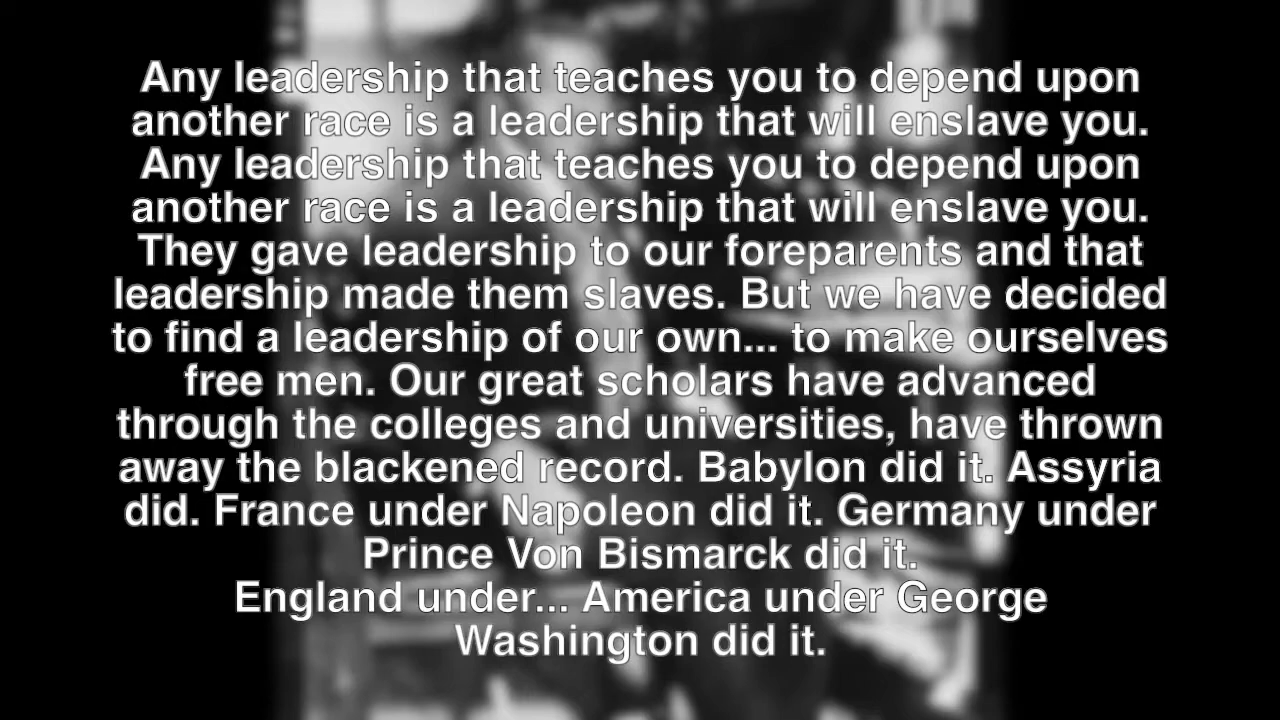 Any leadership that teaches you to depend upon
another race is a leadership that will enslave you.
Any leadership that teaches you to depend upon
another race is a leadership that will enslave you.
They gave leadership to our foreparents and that
leadership made them slaves. But we have decided
to find a leadership of our own... to make ourselves
free men. Our great scholars have advanced
through the colleges and universities, have thrown
away the blackened record. Babylon did it. Assyria
did. France under Napoleon did it. Germany under
Prince Von Bismarck did it.
England under... America under George
Washington did it.